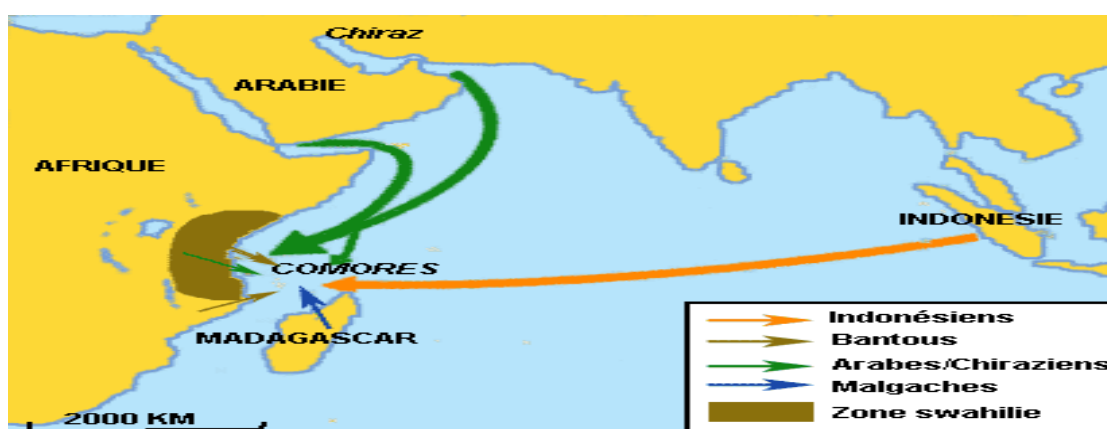 Chiraz
ARABIE
AFRIQUE
INDONESIE
COMORES
MADAGASCAR
2000 KM
Indonésiens
Bantous
Arabes/Chiraziens
Malgaches
Zone swahilie